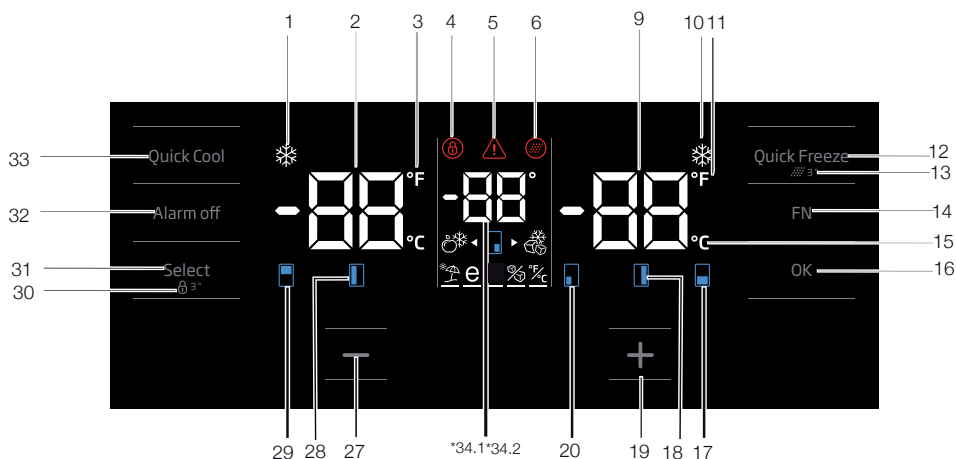 1 2 3 4 5 6 9 10 11
33 Quick Cool °F °F Quick Freeze 12
3" 13
-88 -88° -88
32 Alarm off FN 14
°C °C 15
31 Select OK 16
30 3"
e % °F/°C
29 28 27 *34.1 *34.2 20 19 18 17